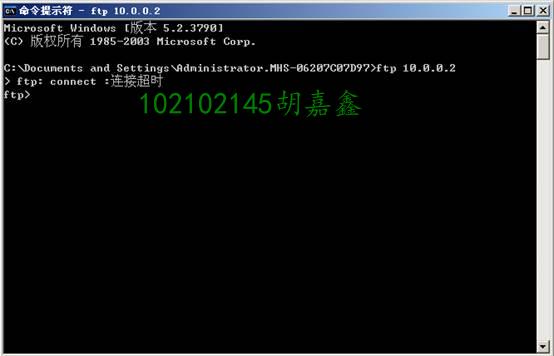 命令提示符 - ftp 10.0.0.2
Microsoft Windows [版本 5.2.3790]
(C) 版权所有 1985-2003 Microsoft Corp.
C:\Documents and Settings\Administrator.MHS-06207C07D97>ftp 10.0.0.2
> ftp: connect :连接超时
ftp>
102102145胡嘉鑫